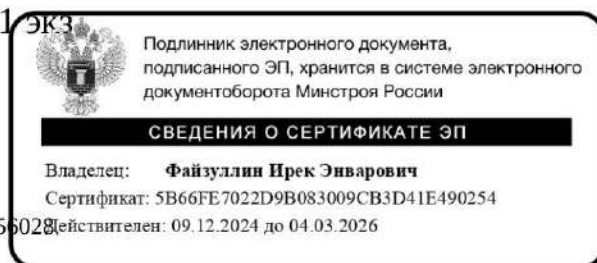 1 экз
Подлинник электронного документа,
подписанного ЭП, хранится в системе электронного
документооборота Минстроя России
СВЕДЕНИЯ О СЕРТИФИКАТЕ ЭП
Владелец: Файзуллин Ирек Энварович
Сертификат: 5B66FE7022D9B083009CB3D41E490254
56028
Действителен: 09.12.2024 до 04.03.2026